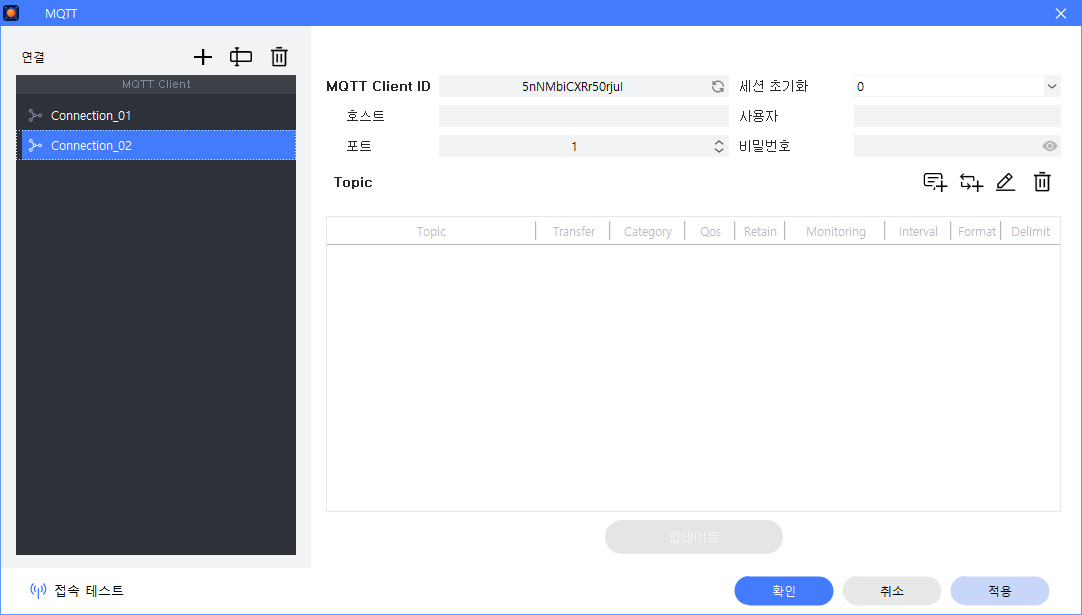 MQTT
연결
MQTT Client
Connection_01
Connection_02
MQTT Client ID 5nNMbiCXRr50rjul 세션 초기화 0
호스트 사용자
포트 1 비밀번호
Topic
Topic Transfer Category Qos Retain Monitoring Interval Format Delimit
업데이트
접속 테스트 확인 취소 적용